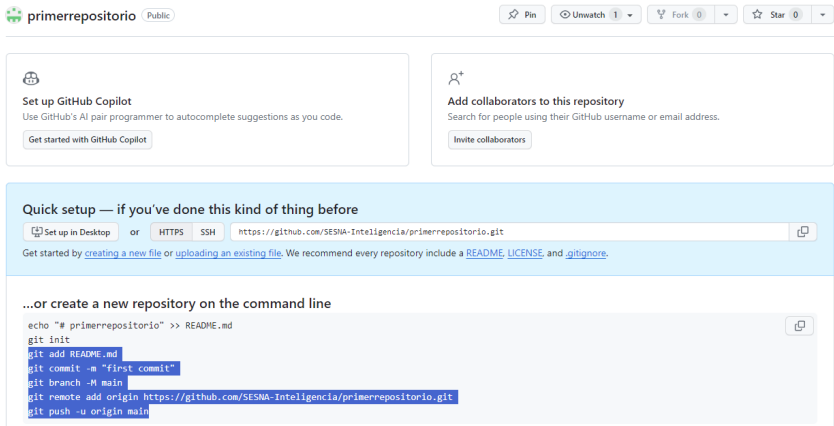 primerrepositorio Public Pin Unwatch 1 Fork 0 Star 0
Set up GitHub Copilot
Use GitHub's AI pair programmer to autocomplete suggestions as you code.
Get started with GitHub Copilot
Add collaborators to this repository
Search for people using their GitHub username or email address.
Invite collaborators
Quick setup — if you've done this kind of thing before
Set up in Desktop or HTTPS SSH https://github.com/SESNA-Inteligencia/primerrepositorio.git
Get started by creating a new file or uploading an existing file. We recommend every repository include a README, LICENSE, and .gitignore.
…or create a new repository on the command line
echo "# primerrepositorio" >> README.md
git init
git add README.md
git commit -m "first commit"
git branch -M main
git remote add origin https://github.com/SESNA-Inteligencia/primerrepositorio.git
git push -u origin main